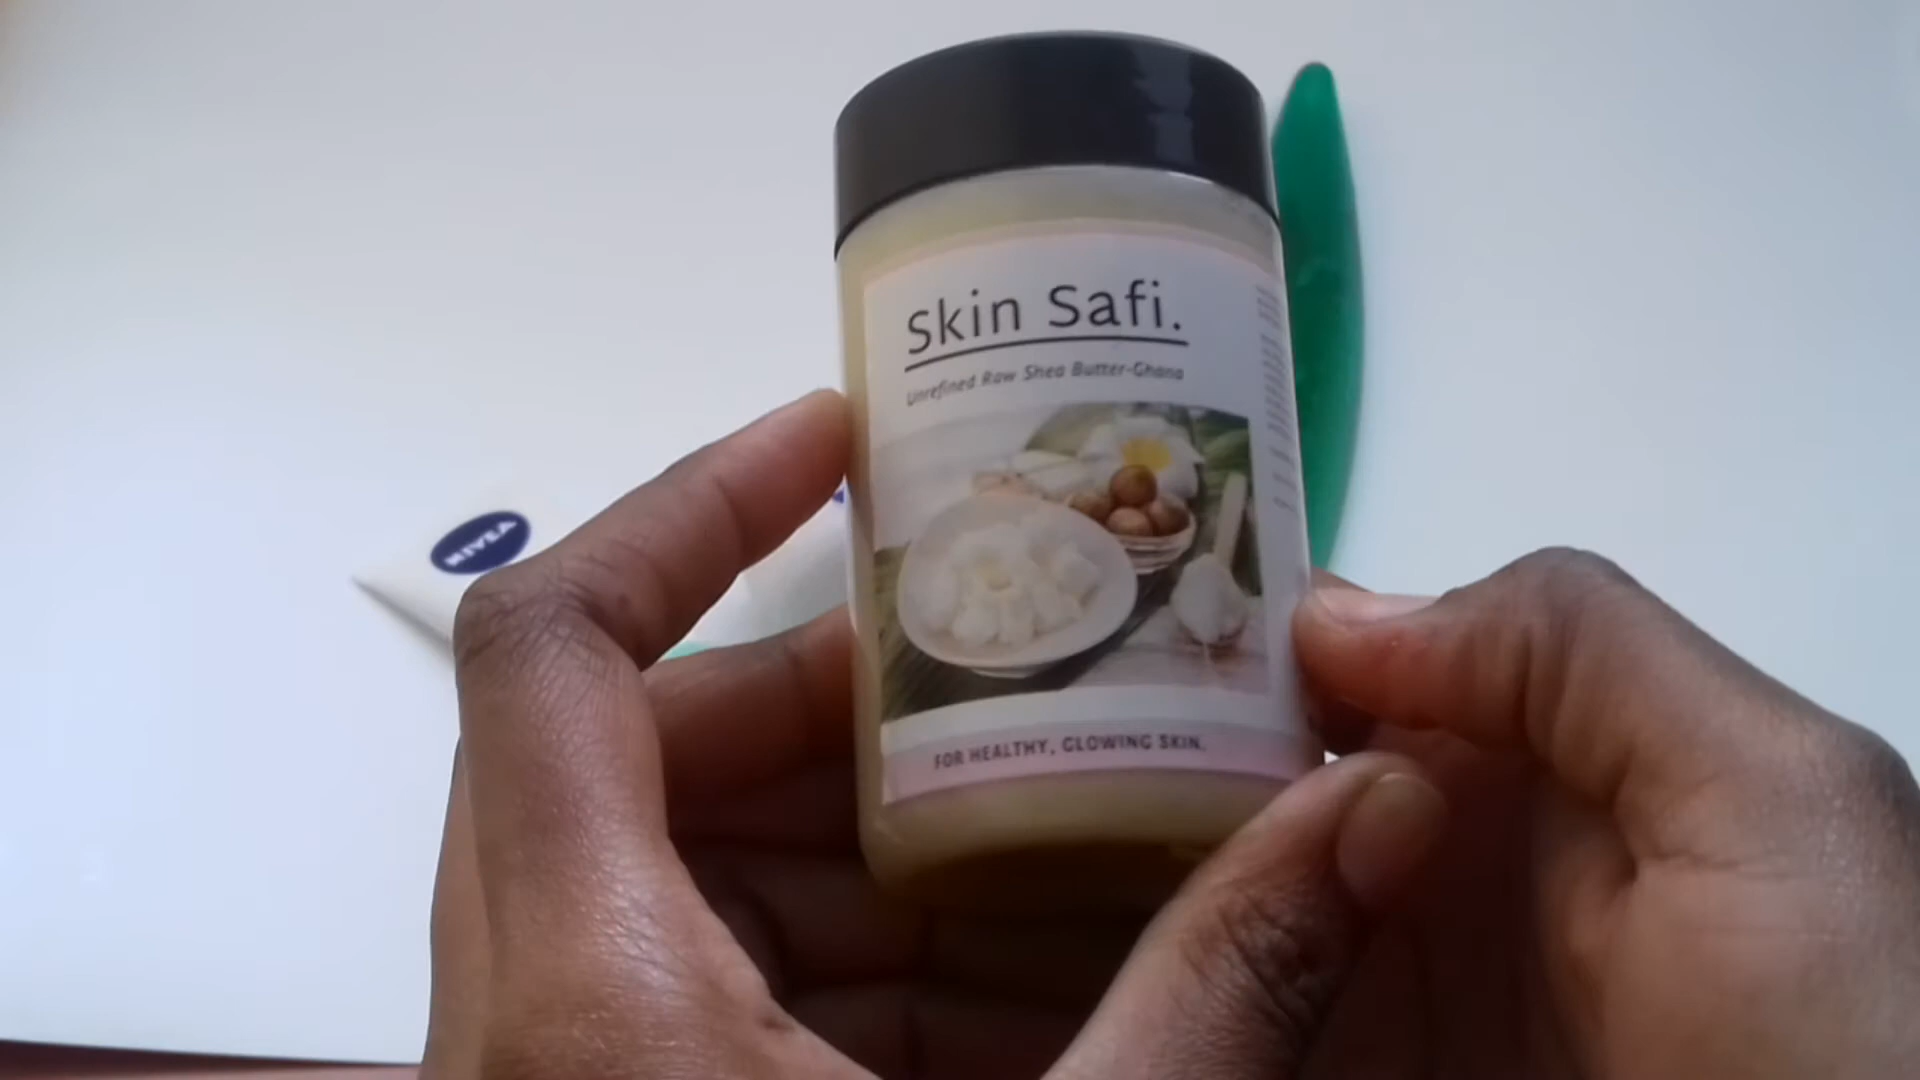 Skin Safi.
Unrefined Raw Shea Butter-Ghana
FOR HEALTHY, GLOWING SKIN.
NIVEA